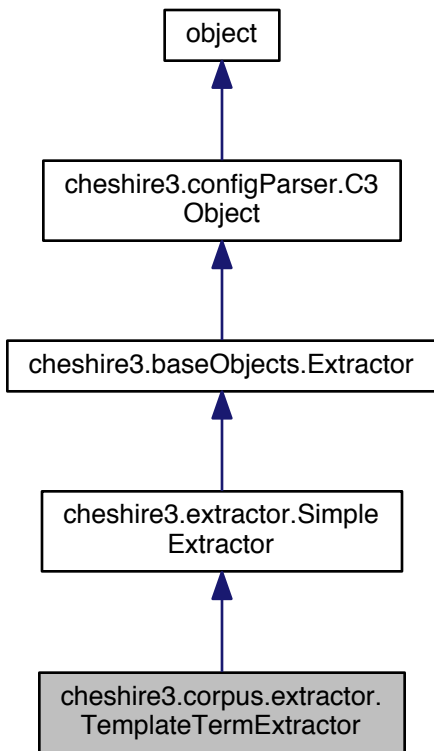 object
cheshire3.configParser.C3
Object
cheshire3.baseObjects.Extractor
cheshire3.extractor.Simple
Extractor
cheshire3.corpus.extractor.
TemplateTermExtractor